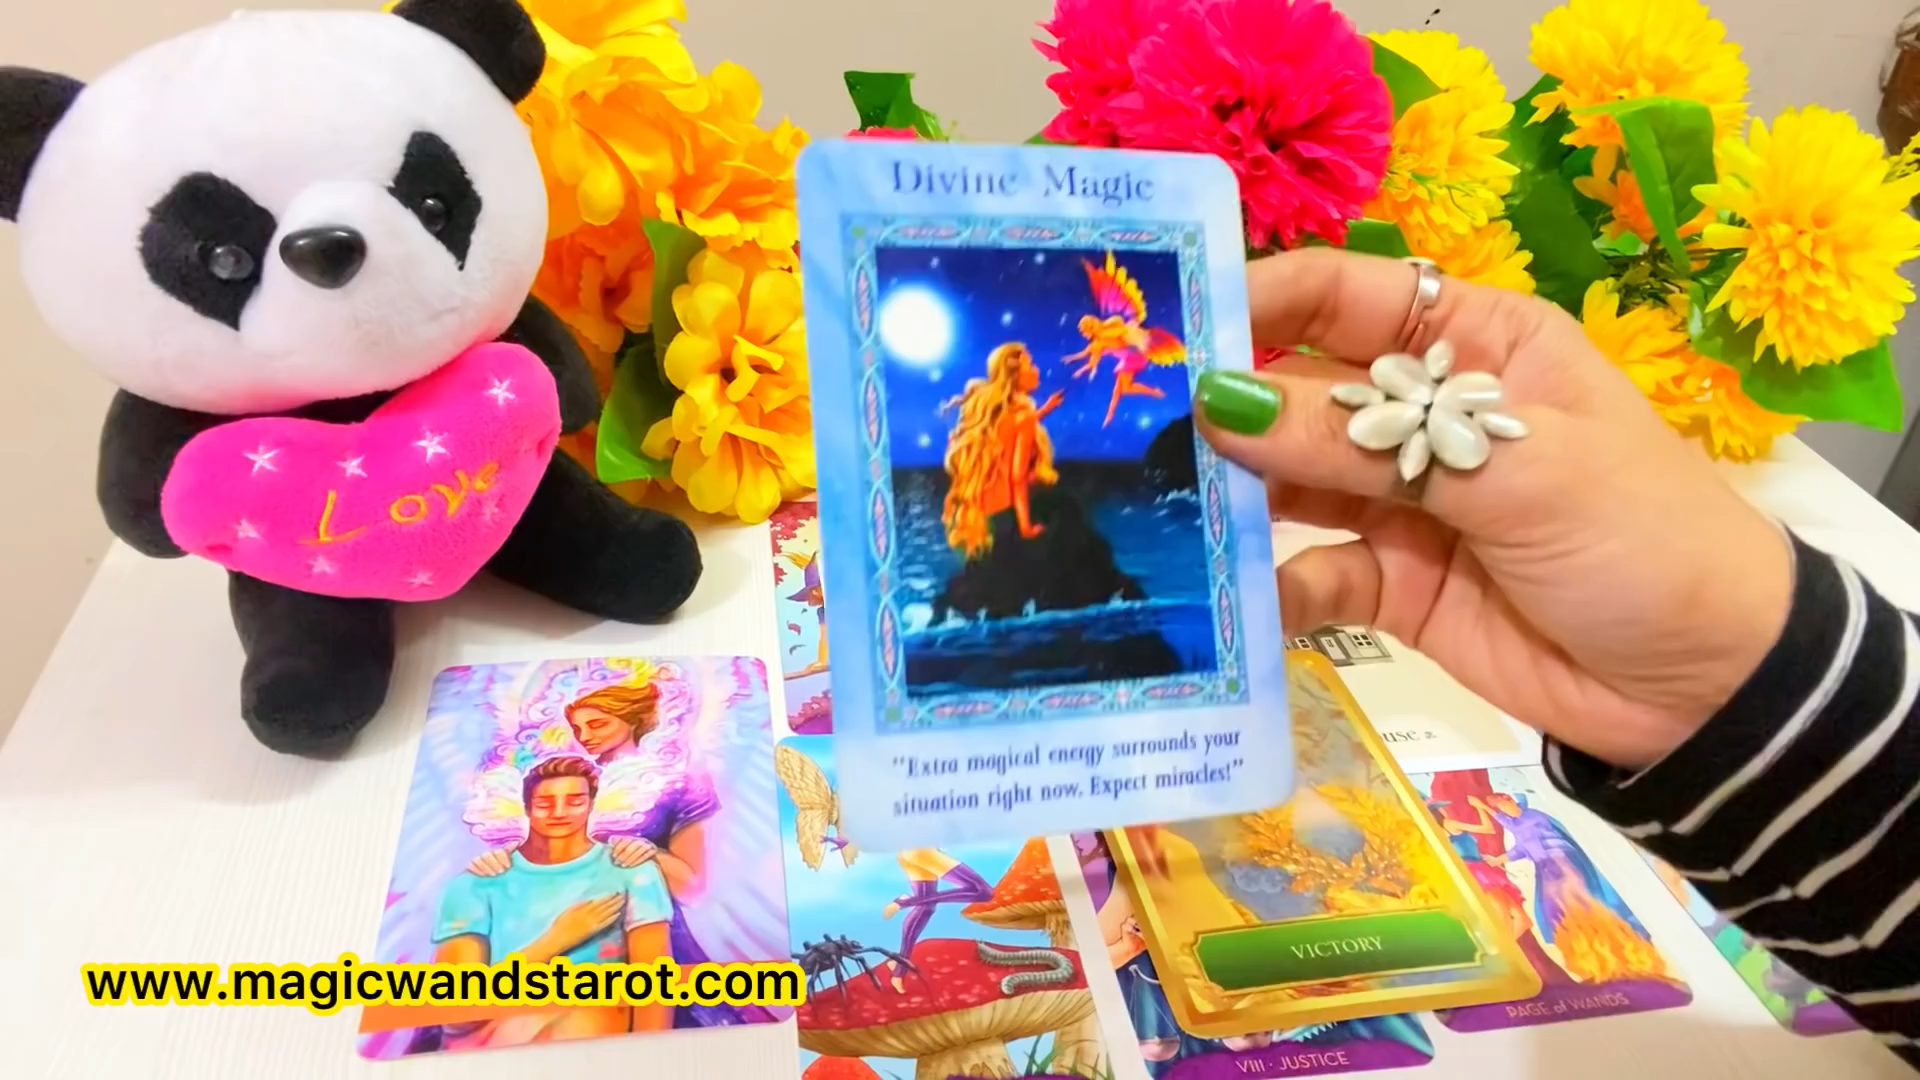 Divine Magic
Love
"Extra magical energy surrounds your
situation right now. Expect miracles!"
VICTORY
PAGE of WANDS
VIII · JUSTICE
www.magicwandstarot.com